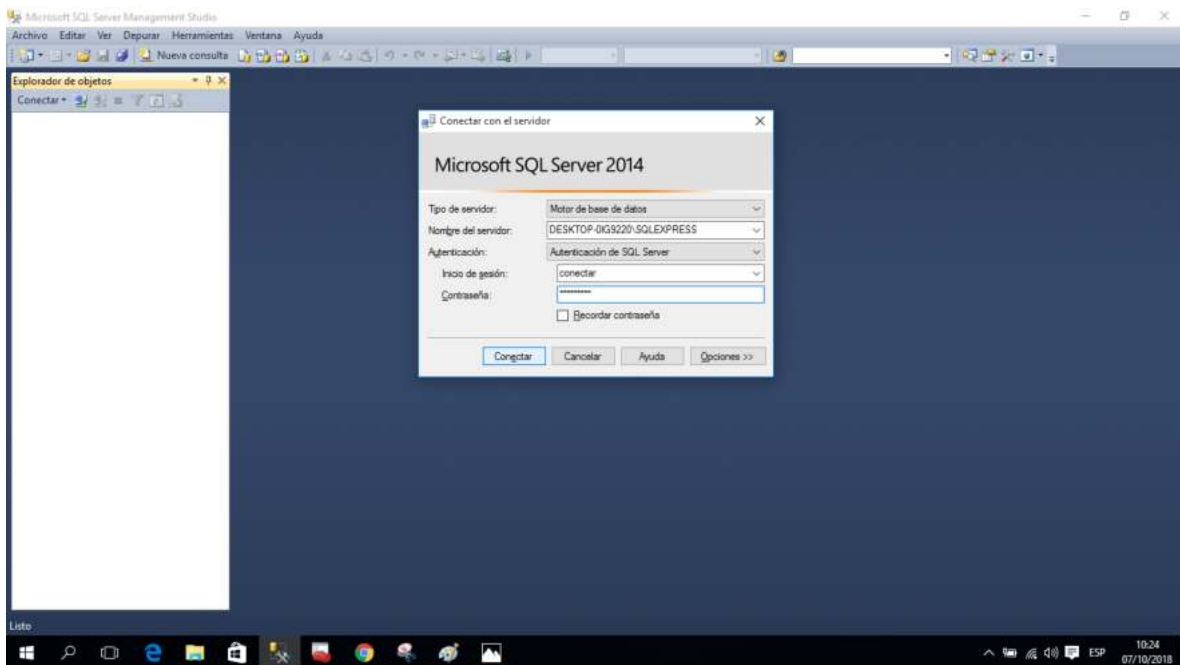 Microsoft SQL Server Management Studio
Archivo Editar Ver Depurar Herramientas Ventana Ayuda
Nueva consulta
Explorador de objetos
Conectar
Conectar con el servidor
Microsoft SQL Server 2014
Tipo de servidor: Motor de base de datos
Nombre del servidor: DESKTOP-0IG9220\SQLEXPRESS
Autenticación: Autenticación de SQL Server
Inicio de sesión: conectar
Contraseña: *********
Recordar contraseña
Conectar Cancelar Ayuda Opciones >>
Listo
ESP
10:24
07/10/2018